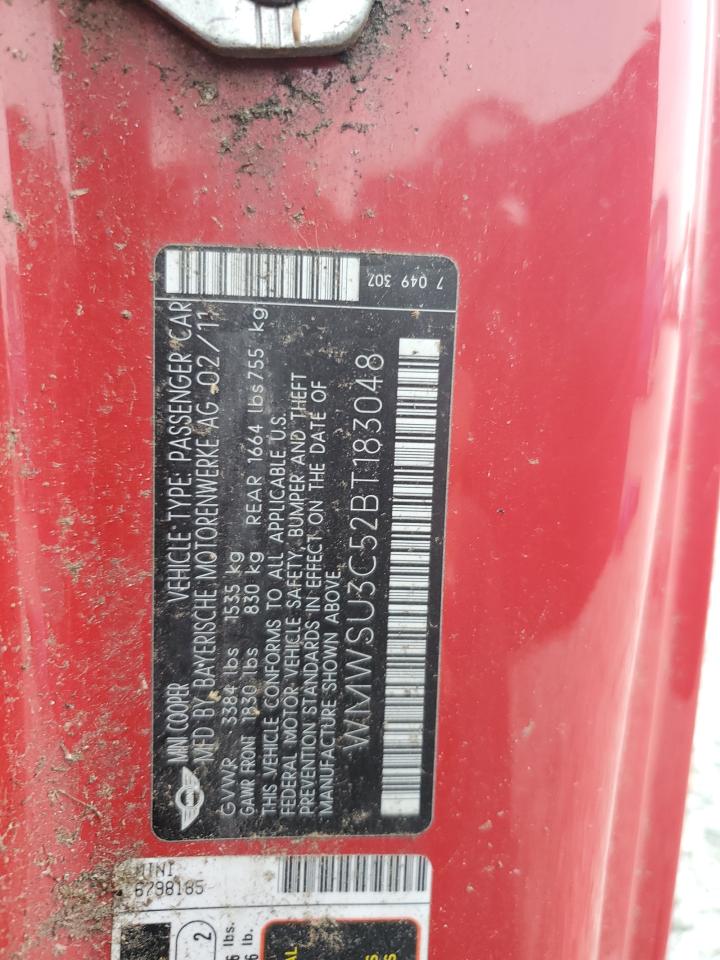 7 049 307
MINI COOPER VEHICLE TYPE: PASSENGER CAR
MFD BY BAYERISCHE MOTORENWERKE AG 02/11
GVWR 3384 lbs 1535 kg
GAWR FRONT 1830 lbs 830 kg REAR 1664 lbs 755 kg
THIS VEHICLE CONFORMS TO ALL APPLICABLE U.S.
FEDERAL MOTOR VEHICLE SAFETY, BUMPER AND THEFT
PREVENTION STANDARDS IN EFFECT ON THE DATE OF
MANUFACTURE SHOWN ABOVE.
WMWSU3C52BT183048
MINI
6798185
2
lbs.
lb.